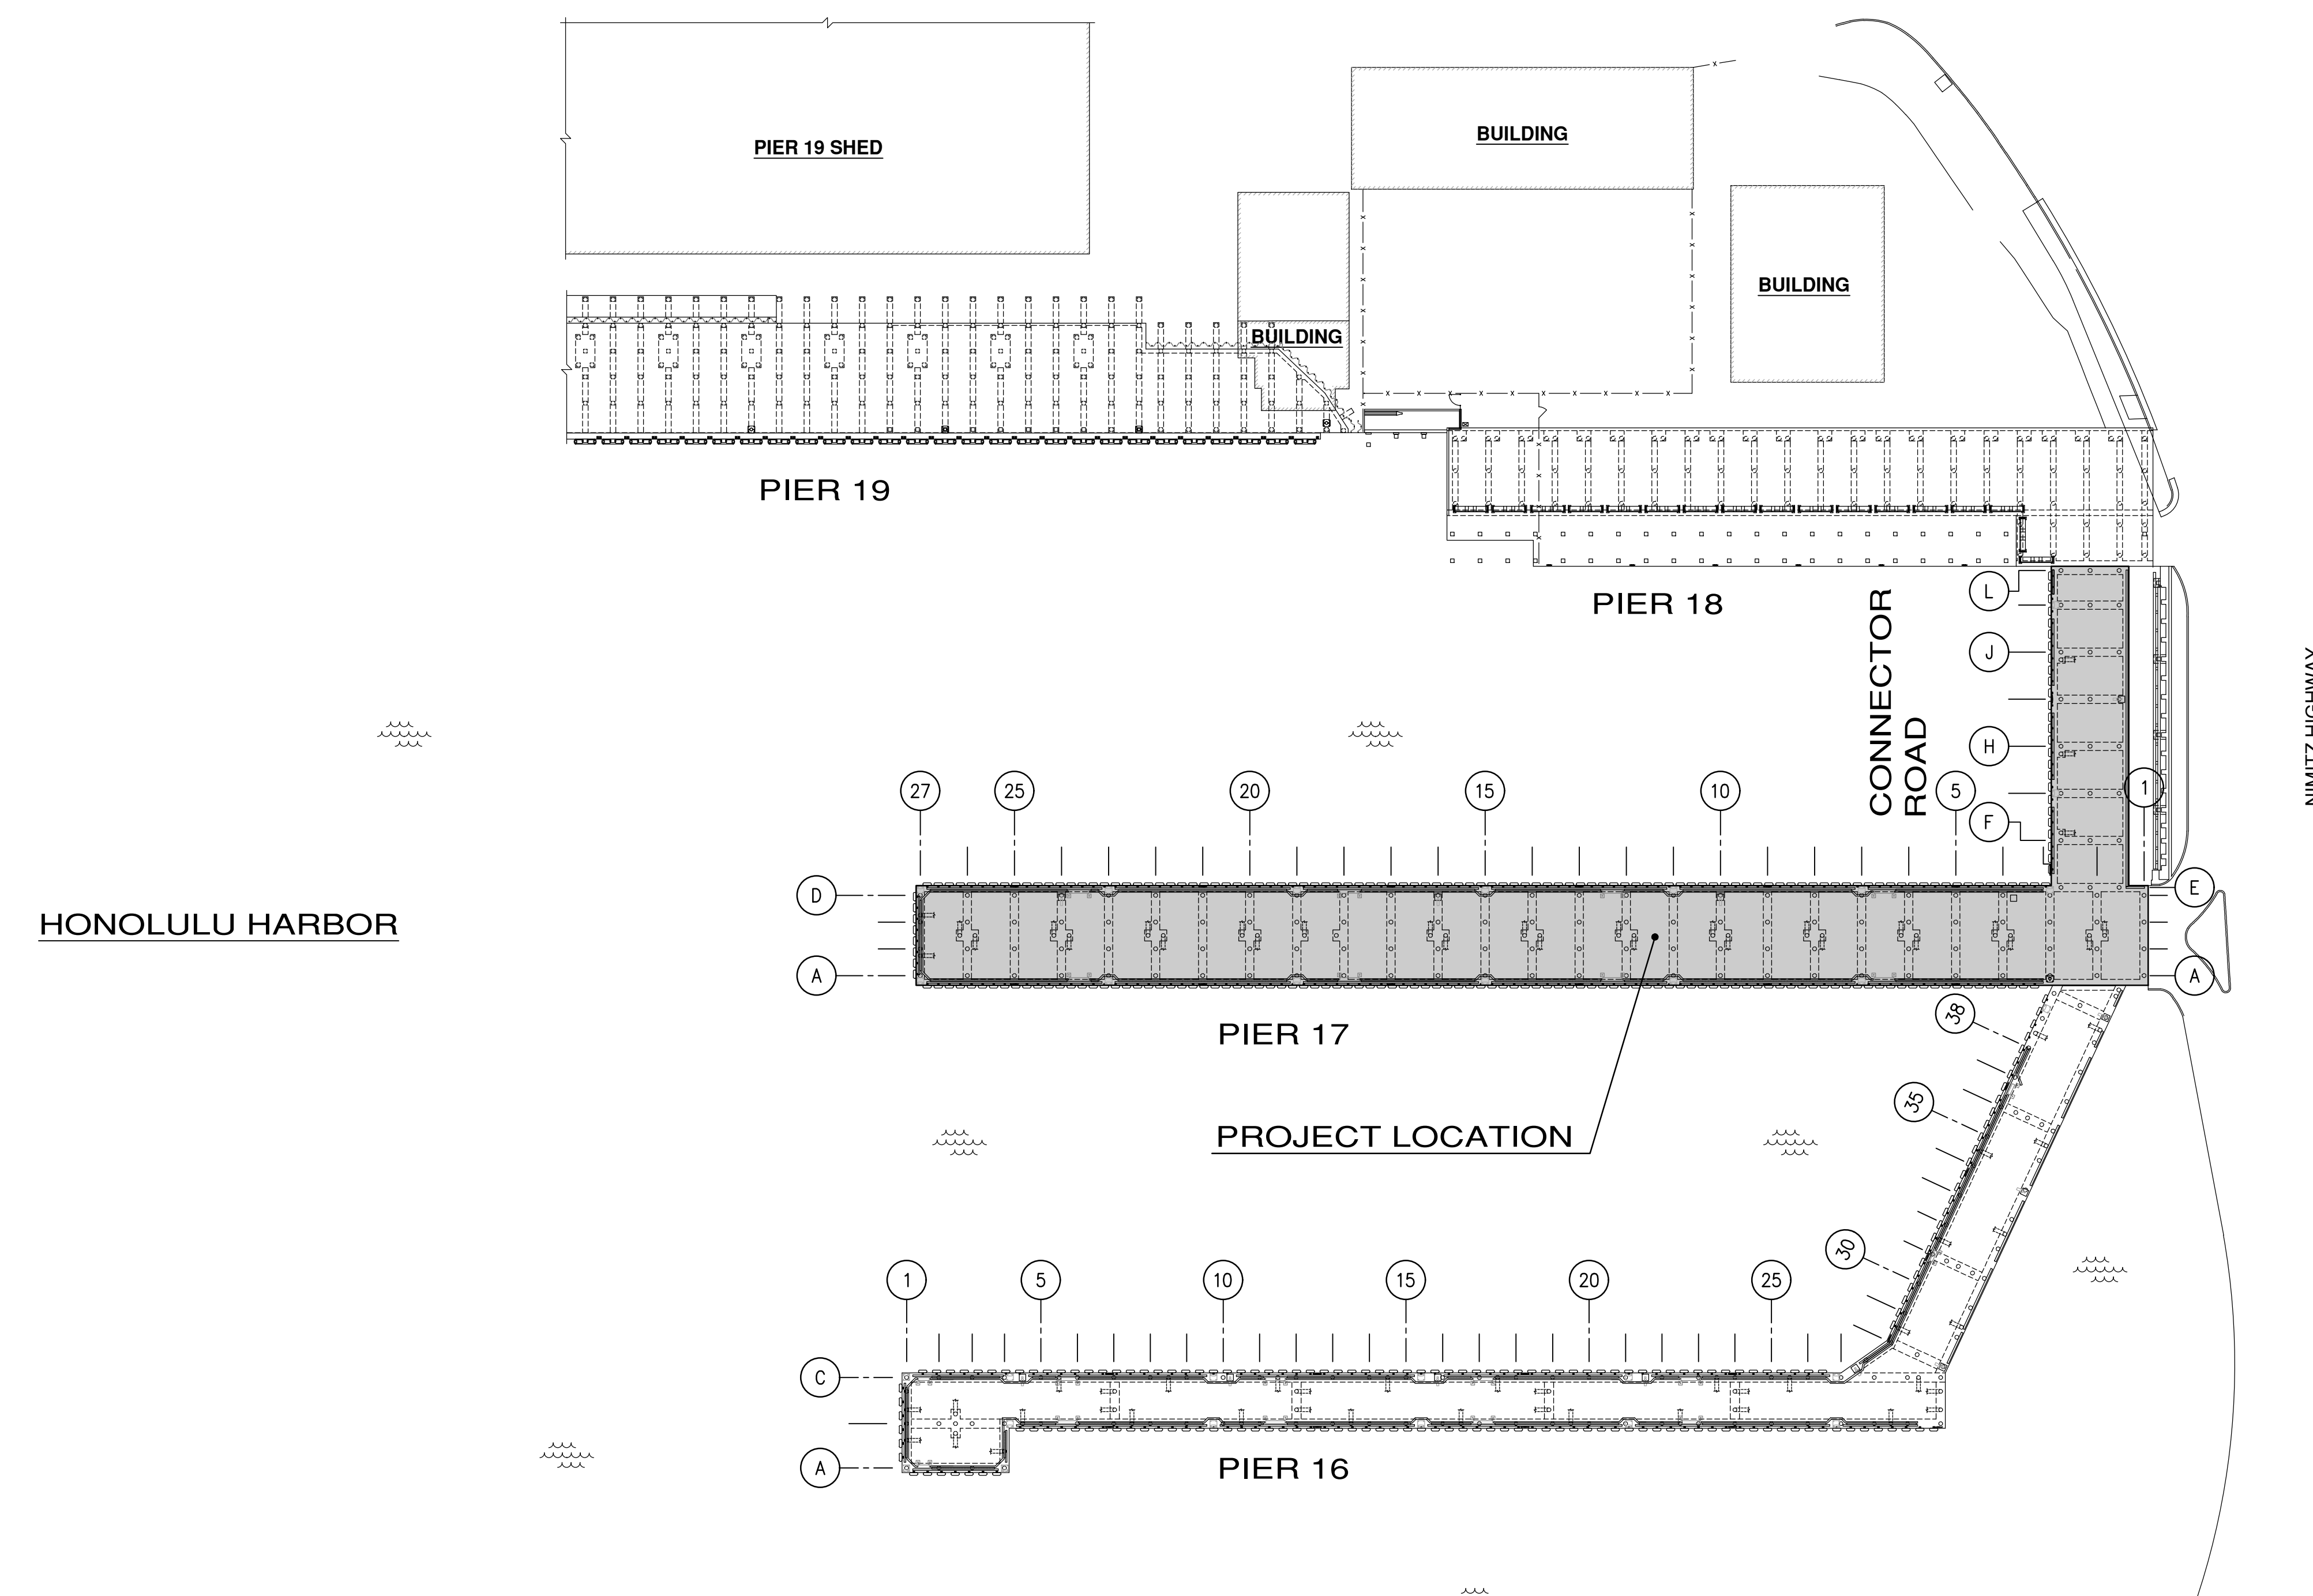 PIER 19 SHED
BUILDING
BUILDING
BUILDING
PIER 19
PIER 18
CONNECTOR
ROAD
L
J
H
F
NIMITZ HIGHWAY
27
25
20
15
10
5
1
D
A
E
A
HONOLULU HARBOR
PIER 17
PROJECT LOCATION
38
35
30
1
5
10
15
20
25
C
A
PIER 16